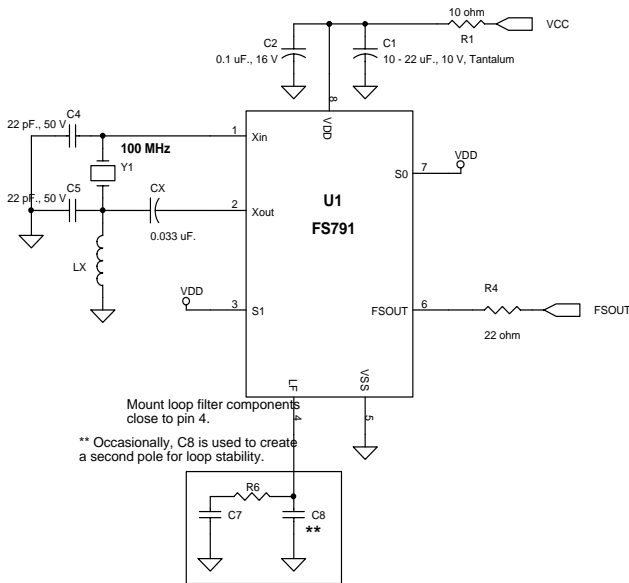 10 ohm
VCC
R1
C2
0.1 uF., 16 V
C1
10 - 22 uF., 10 V, Tantalum
8
VDD
C4
22 pF., 50 V
1
Xin
100 MHz
Y1
7
VDD
S0
C5
22 pF., 50 V
CX
2
Xout
0.033 uF.
U1
FS791
LX
VDD
3
S1
R4
FSOUT
6
FSOUT
22 ohm
LF
VSS
4
5
Mount loop filter components
close to pin 4.
** Occasionally, C8 is used to create
a second pole for loop stability.
R6
C7
C8
**